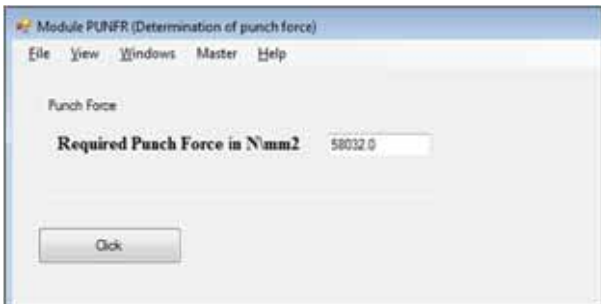 Module PUNFR (Determination of punch force)
File View Windows Master Help
Punch Force
Required Punch Force in N\mm2 58032.0
Click